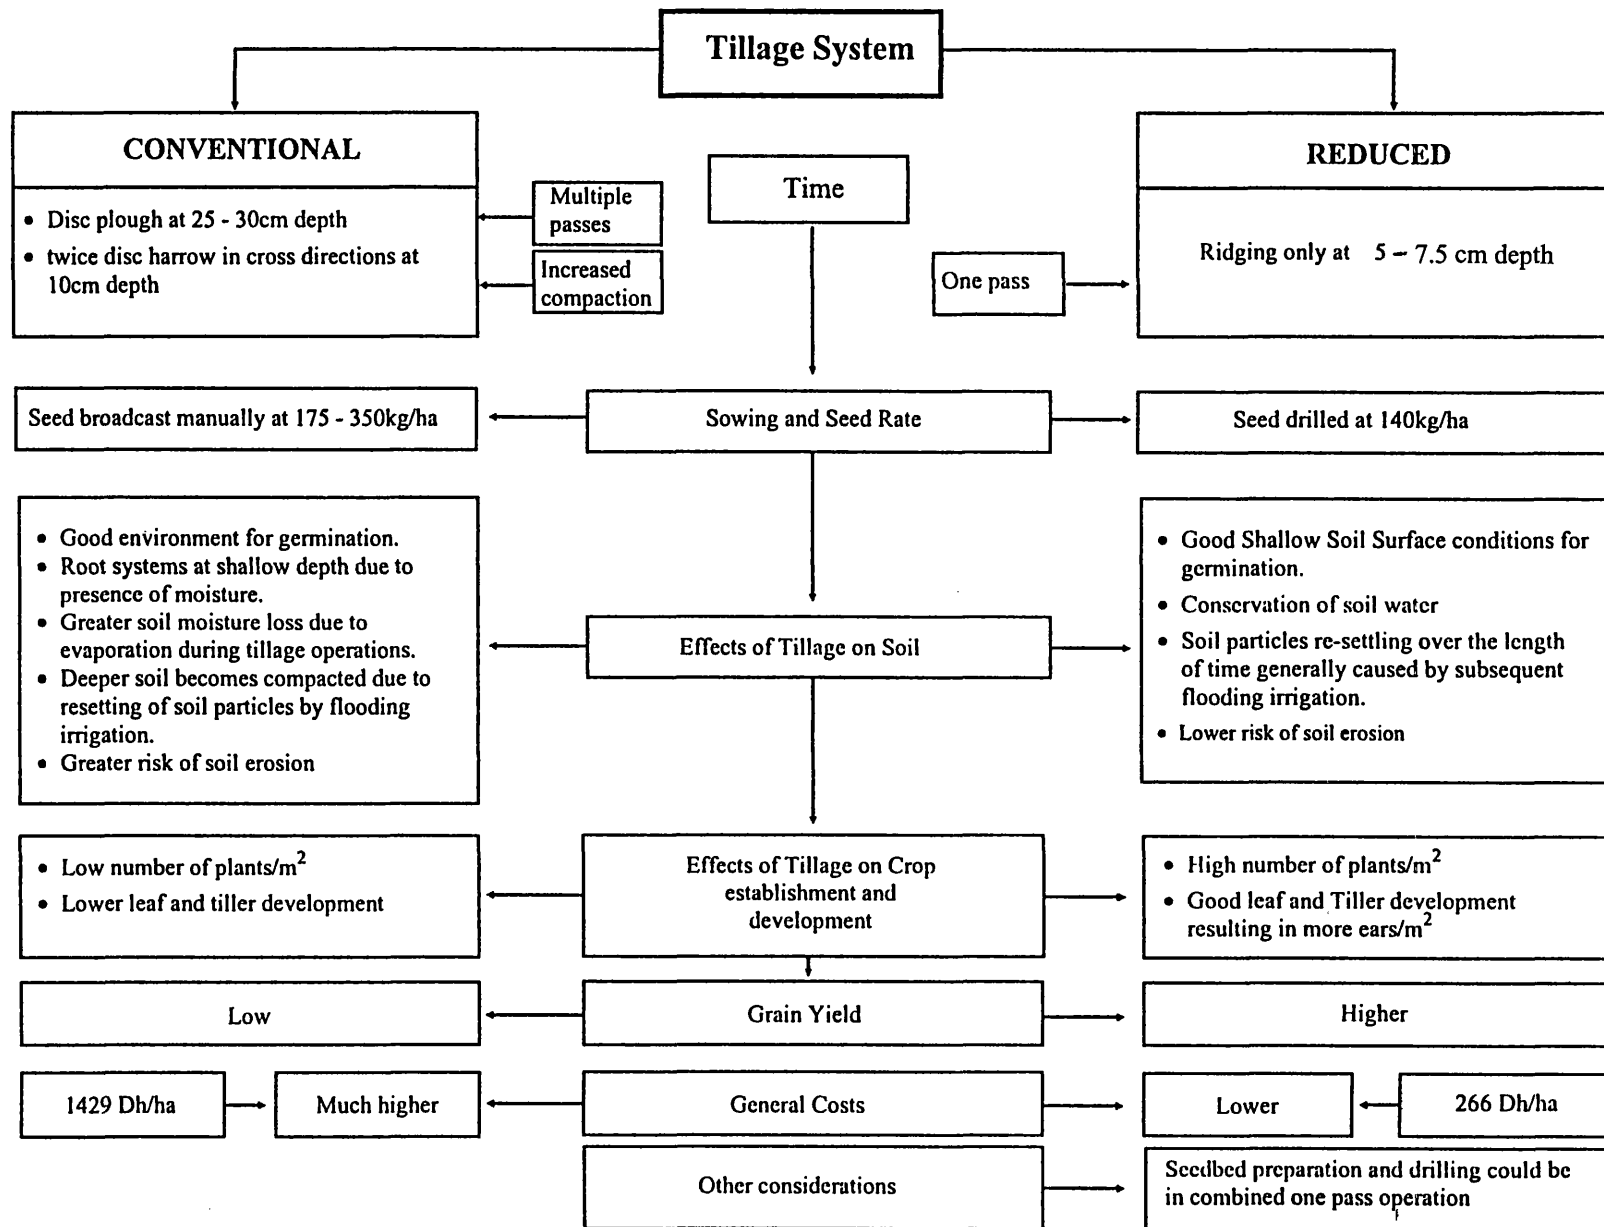 Tillage System
CONVENTIONAL
• Disc plough at 25 - 30cm depth
• twice disc harrow in cross directions at
10cm depth
Multiple
passes
Increased
compaction
Time
One pass
REDUCED
Ridging only at 5 – 7.5 cm depth
Seed broadcast manually at 175 - 350kg/ha
Sowing and Seed Rate
Seed drilled at 140kg/ha
• Good environment for germination.
• Root systems at shallow depth due to
presence of moisture.
• Greater soil moisture loss due to
evaporation during tillage operations.
• Deeper soil becomes compacted due to
resetting of soil particles by flooding
irrigation.
• Greater risk of soil erosion
Effects of Tillage on Soil
• Good Shallow Soil Surface conditions for
germination.
• Conservation of soil water
• Soil particles re-settling over the length
of time generally caused by subsequent
flooding irrigation.
• Lower risk of soil erosion
• Low number of plants/m²
• Lower leaf and tiller development
Effects of Tillage on Crop
establishment and
development
• High number of plants/m²
• Good leaf and Tiller development
resulting in more ears/m²
Low
Grain Yield
Higher
1429 Dh/ha
Much higher
General Costs
Lower
266 Dh/ha
Other considerations
Seedbed preparation and drilling could be
in combined one pass operation